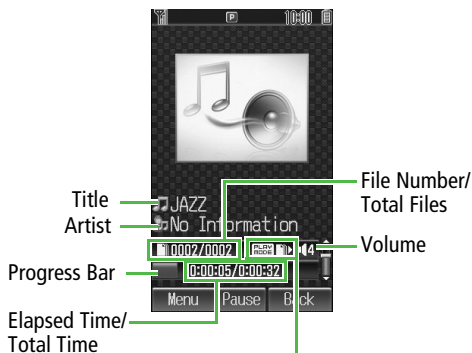 P 10:00
JAZZ
No Information
0002/0002 PLAY MODE 4
0:00:05/0:00:32
Menu Pause Back
Title
Artist
Progress Bar
Elapsed Time/
Total Time
File Number/
Total Files
Volume